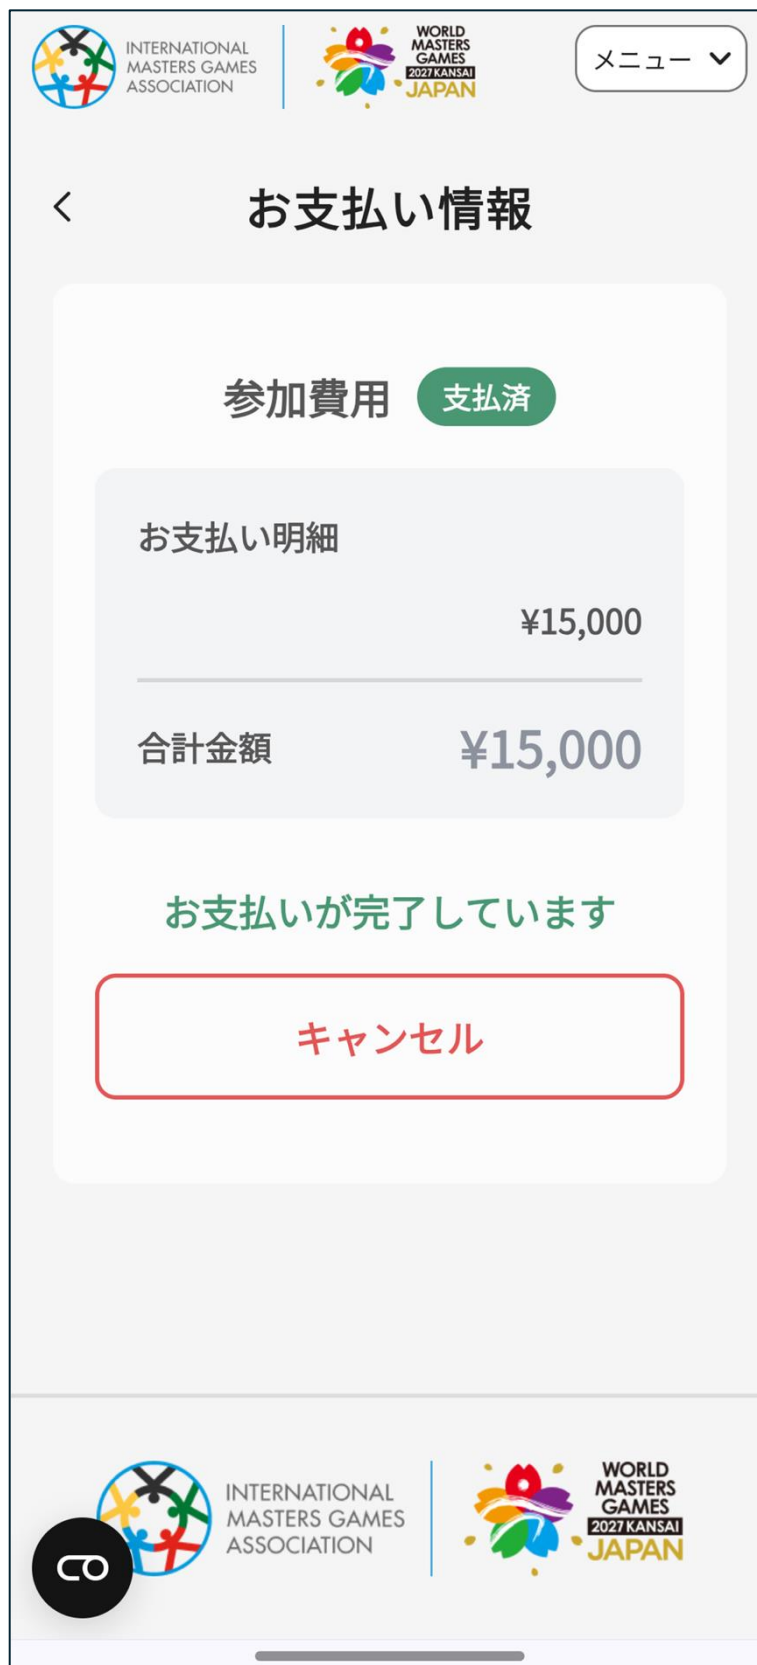 INTERNATIONAL
MASTERS GAMES
ASSOCIATION
WORLD
MASTERS
GAMES
2027 KANSAI
JAPAN
メニュー
お支払い情報
参加費用 支払済
お支払い明細
¥15,000
合計金額 ¥15,000
お支払いが完了しています
キャンセル
INTERNATIONAL
MASTERS GAMES
ASSOCIATION
WORLD
MASTERS
GAMES
2027 KANSAI
JAPAN